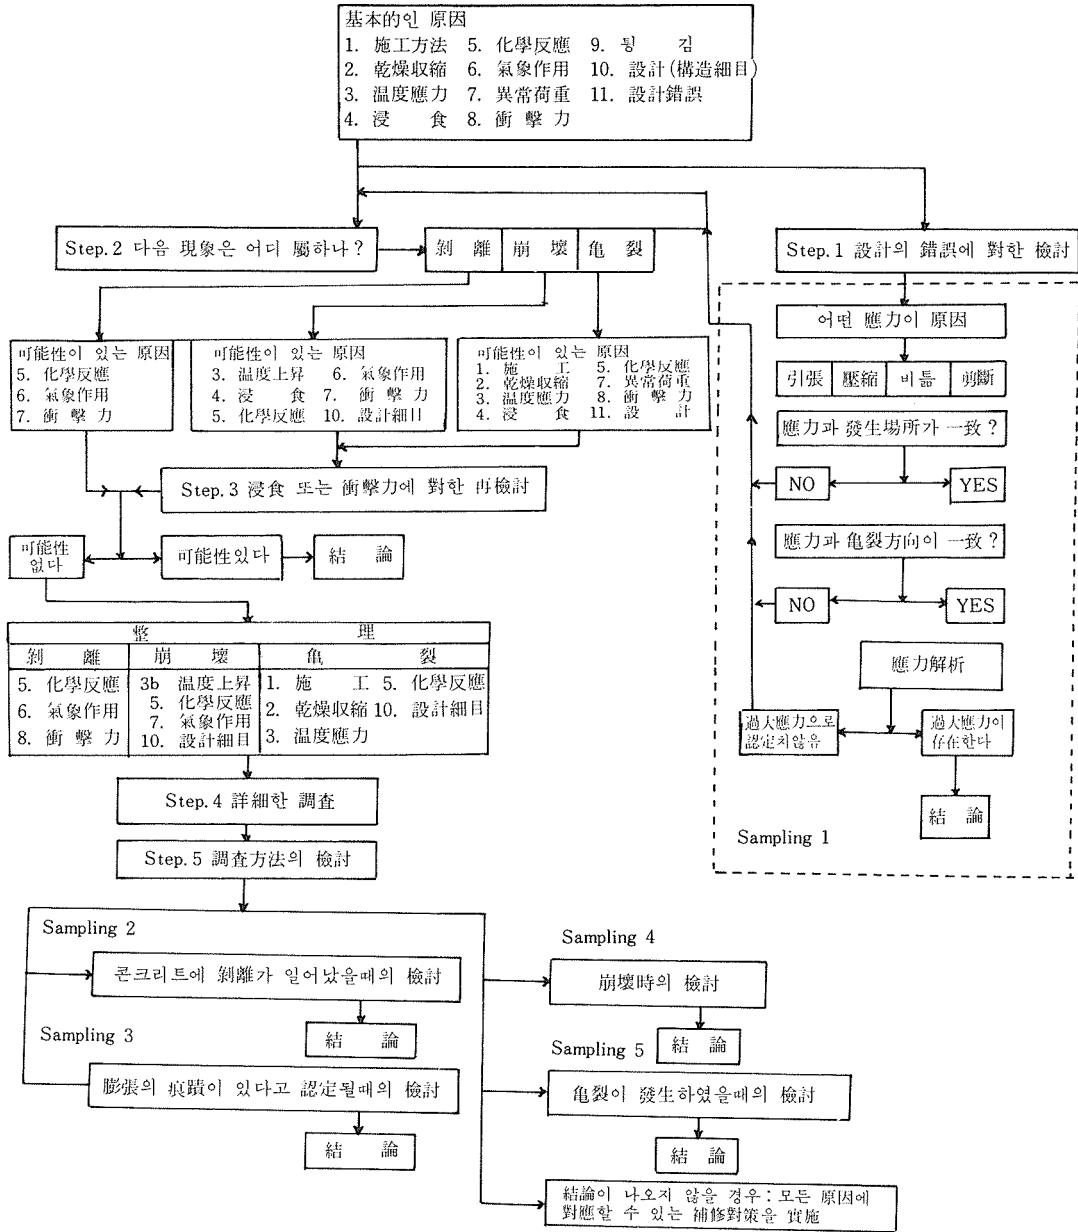 基本的인 原因
1. 施工方法 5. 化學反應 9. 팅 김
2. 乾燥収縮 6. 氣象作用 10. 設計(構造細目)
3. 温度應力 7. 異常荷重 11. 設計錯誤
4. 浸 食 8. 衝擊力
Step.2 다음 現象은 어디 屬하나?
剝離 崩壞 亀裂
Step.1 設計의 錯誤에 對한 檢討
어떤 應力이 原因
引張 壓縮 비틈 剪斷
應力과 發生場所가 一致?
NO
YES
應力과 亀裂方向이 一致?
NO
YES
應力解析
過大應力으로
認定치않음
過大應力이
存在한다
結 論
Sampling 1
可能性이 있는 原因
5. 化學反應
6. 氣象作用
7. 衝擊力
可能性이 있는 原因
3. 温度上昇 6. 氣象作用
4. 浸 食 7. 衝擊力
5. 化學反應 10. 設計細目
可能性이 있는 原因
1. 施 工 5. 化學反應
2. 乾燥収縮 7. 異常荷重
3. 温度應力 8. 衝擊力
4. 浸 食 11. 設 計
Step.3 浸食 또는 衝擊力에 對한 再檢討
可能性
없다
可能性있다
結 論
整 理
剝離 崩壞 亀裂
5. 化學反應 3b 温度上昇 1. 施 工 5. 化學反應
6. 氣象作用 5. 化學反應 2. 乾燥収縮 10. 設計細目
7. 氣象作用
8. 衝擊力 10. 設計細目 3. 温度應力
Step.4 詳細한 調査
Step.5 調査方法의 檢討
Sampling 2
콘크리트에 剝離가 일어났을때의 檢討
結 論
Sampling 3
膨張의 痕蹟이 있다고 認定될때의 檢討
結 論
Sampling 4
崩壞時의 檢討
結 論
Sampling 5
亀裂이 發生하였을때의 檢討
結 論
結論이 나오지 않을 경우: 모든 原因에
對應할 수 있는 補修對策을 實施